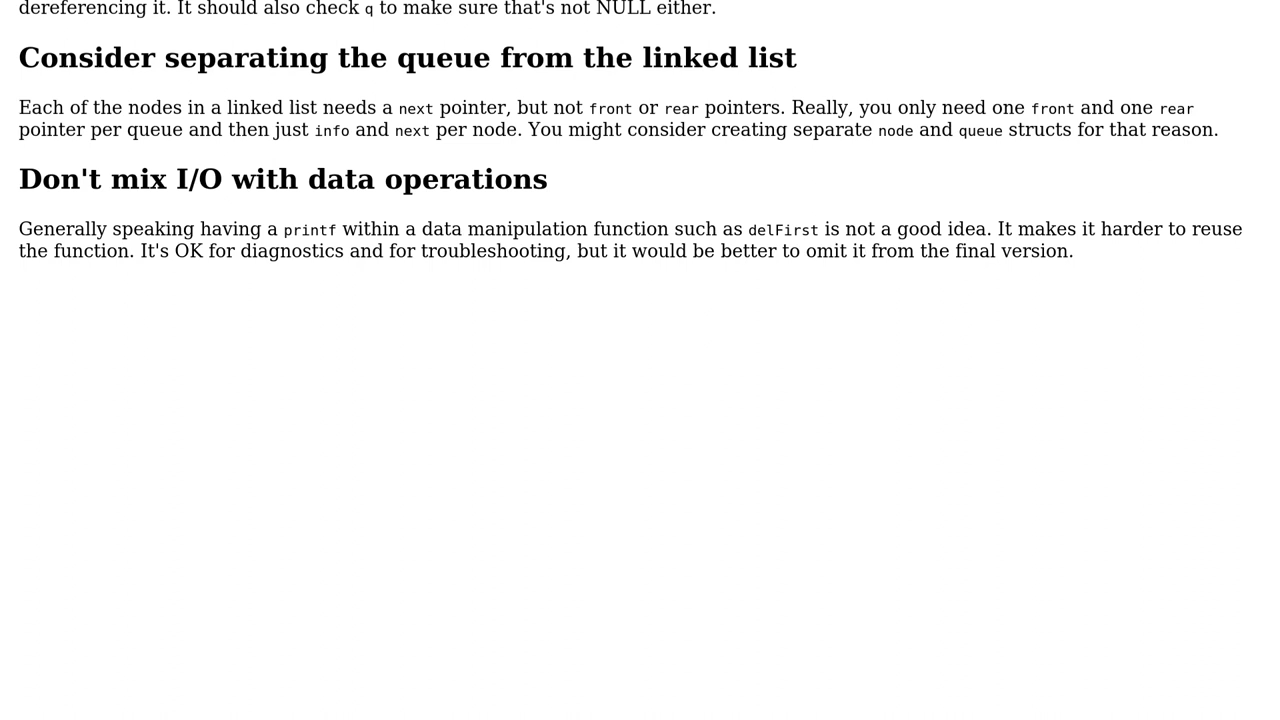 dereferencing it. It should also check q to make sure that's not NULL either.
Consider separating the queue from the linked list
Each of the nodes in a linked list needs a next pointer, but not front or rear pointers. Really, you only need one front and one rear
pointer per queue and then just info and next per node. You might consider creating separate node and queue structs for that reason.
Don't mix I/O with data operations
Generally speaking having a printf within a data manipulation function such as delFirst is not a good idea. It makes it harder to reuse
the function. It's OK for diagnostics and for troubleshooting, but it would be better to omit it from the final version.